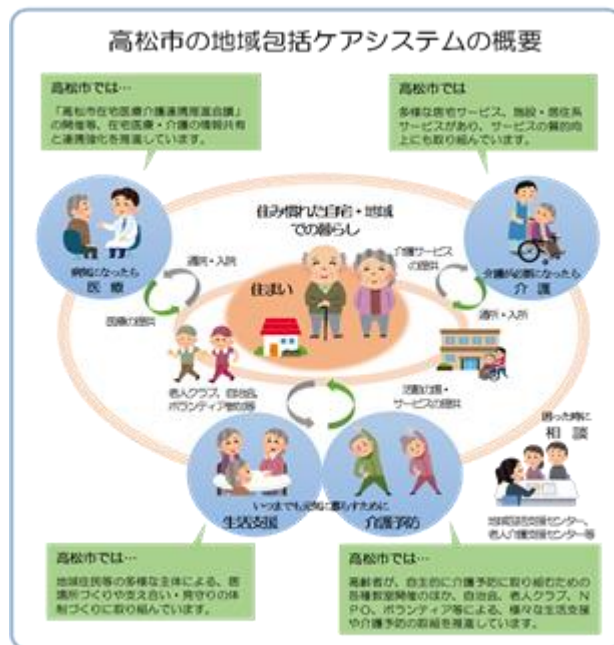 高松市の地域包括ケアシステムの概要
高松市では…
「高松市在宅医療介護連携推進会議」
の開催等、在宅医療・介護の情報共有
と連携強化を推進しています。
高松市では
多様な居宅サービス、施設・居住系
サービスがあり、サービスの質的向
上にも取り組んでいます。
住み慣れた自宅・地域
での暮らし
病気になったら
医 療
通院・入院
医療の提供
住まい
介護サービス
の提供
介護が必要になったら
介 護
通所・入所
老人クラブ、自治会、
ボランティア
活動の場・
サービスの提供
困った時に
相 談
地域包括支援センター、
老人介護支援センター等
いつまでも元気に暮らすために
生活支援
介護予防
高松市では…
地域住民等の多様な主体による、居
場所づくりや支え合い・見守りの体
制づくりに取り組んでいます。
高松市では…
高齢者が、自主的に介護予防に取り組むための
各種教室開催のほか、自治会、老人クラブ、N
PO、ボランティア等による、様々な生活支援
や介護予防の取組を推進しています。